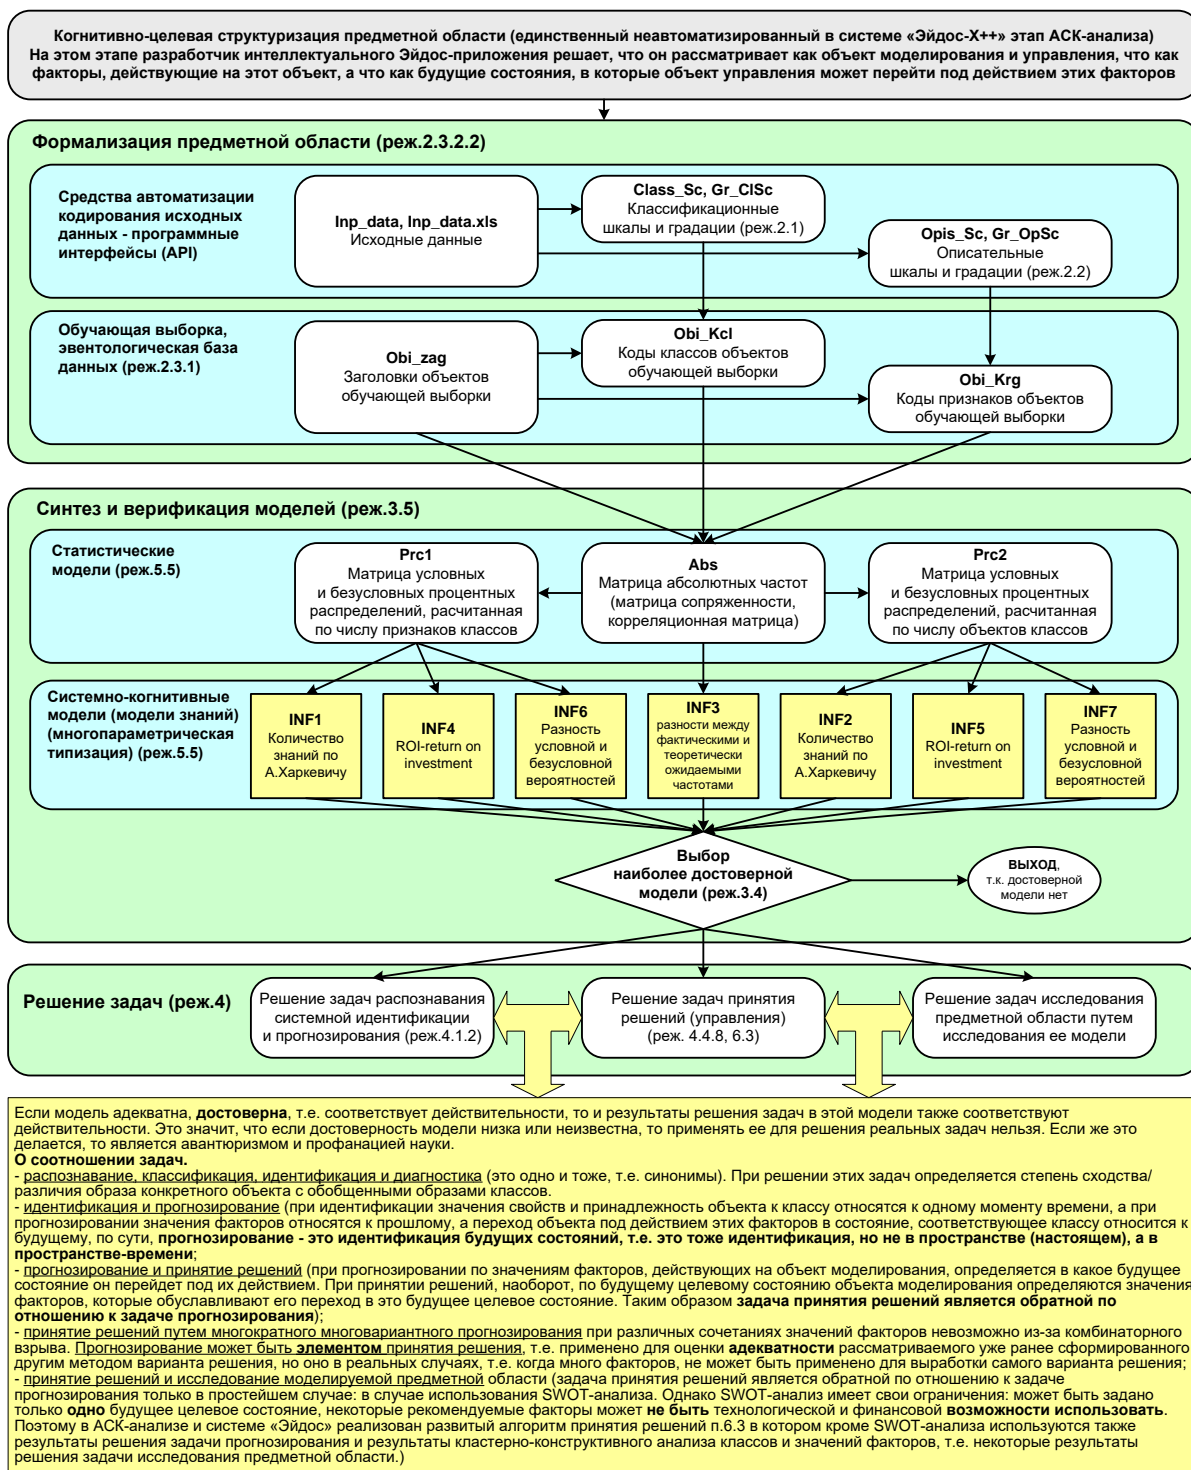 Когнитивно-целевая структуризация предметной области (единственный неавтоматизированный в системе «Эйдос-Х++» этап АСК-анализа)
На этом этапе разработчик интеллектуального Эйдос-приложения решает, что он рассматривает как объект моделирования и управления, что как
факторы, действующие на этот объект, а что как будущие состояния, в которые объект управления может перейти под действием этих факторов
Формализация предметной области (реж.2.3.2.2)
Средства автоматизации
кодирования исходных
данных - программные
интерфейсы (API)
Inp_data, Inp_data.xls
Исходные данные
Class_Sc, Gr_ClSc
Классификационные
шкалы и градации (реж.2.1)
Opis_Sc, Gr_OpSc
Описательные
шкалы и градации (реж.2.2)
Обучающая выборка,
эвентологическая база
данных (реж.2.3.1)
Obi_zag
Заголовки объектов
обучающей выборки
Obi_Kcl
Коды классов объектов
обучающей выборки
Obi_Krg
Коды признаков объектов
обучающей выборки
Синтез и верификация моделей (реж.3.5)
Статистические
модели (реж.5.5)
Prc1
Матрица условных
и безусловных процентных
распределений, расчитанная
по числу признаков классов
Abs
Матрица абсолютных частот
(матрица сопряженности,
корреляционная матрица)
Prc2
Матрица условных
и безусловных процентных
распределений, расчитанная
по числу объектов классов
Системно-когнитивные
модели (модели знаний)
(многопараметрическая
типизация) (реж.5.5)
INF1
Количество
знаний по
А.Харкевичу
INF4
ROI-return on
investment
INF6
Разность
условной и
безусловной
вероятностей
INF3
разности между
фактическими и
теоретически
ожидаемыми
частотами
INF2
Количество
знаний по
А.Харкевичу
INF5
ROI-return on
investment
INF7
Разность
условной и
безусловной
вероятностей
Выбор
наиболее достоверной
модели (реж.3.4)
ВЫХОД,
т.к. достоверной
модели нет
Решение задач (реж.4)
Решение задач распознавания
системной идентификации
и прогнозирования (реж.4.1.2)
Решение задач принятия
решений (управления)
(реж. 4.4.8, 6.3)
Решение задач исследования
предметной области путем
исследования ее модели
Если модель адекватна, достоверна, т.е. соответствует действительности, то и результаты решения задач в этой модели также соответствуют
действительности. Это значит, что если достоверность модели низка или неизвестна, то применять ее для решения реальных задач нельзя. Если же это
делается, то является авантюризмом и профанацией науки.
О соотношении задач.
- распознавание, классификация, идентификация и диагностика (это одно и тоже, т.е. синонимы). При решении этих задач определяется степень сходства/
различия образа конкретного объекта с обобщенными образами классов.
- идентификация и прогнозирование (при идентификации значения свойств и принадлежность объекта к классу относятся к одному моменту времени, а при
прогнозировании значения факторов относятся к прошлому, а переход объекта под действием этих факторов в состояние, соответствующее классу относится к
будущему, по сути, прогнозирование - это идентификация будущих состояний, т.е. это тоже идентификация, но не в пространстве (настоящем), а в
пространстве-времени;
- прогнозирование и принятие решений (при прогнозировании по значениям факторов, действующих на объект моделирования, определяется в какое будущее
состояние он перейдет под их действием. При принятии решений, наоборот, по будущему целевому состоянию объекта моделирования определяются значения
факторов, которые обуславливают его переход в это будущее целевое состояние. Таким образом задача принятия решений является обратной по
отношению к задаче прогнозирования);
- принятие решений путем многократного многовариантного прогнозирования при различных сочетаниях значений факторов невозможно из-за комбинаторного
взрыва. Прогнозирование может быть элементом принятия решения, т.е. применено для оценки адекватности рассматриваемого уже ранее сформированного
другим методом варианта решения, но оно в реальных случаях, т.е. когда много факторов, не может быть применено для выработки самого варианта решения;
- принятие решений и исследование моделируемой предметной области (задача принятия решений является обратной по отношению к задаче
прогнозирования только в простейшем случае: в случае использования SWOT-анализа. Однако SWOT-анализ имеет свои ограничения: может быть задано
только одно будущее целевое состояние, некоторые рекомендуемые факторы может не быть технологической и финансовой возможности использовать.
Поэтому в АСК-анализе и системе «Эйдос» реализован развитый алгоритм принятия решений п.6.3 в котором кроме SWOT-анализа используются также
результаты решения задачи прогнозирования и результаты кластерно-конструктивного анализа классов и значений факторов, т.е. некоторые результаты
решения задачи исследования предметной области.)